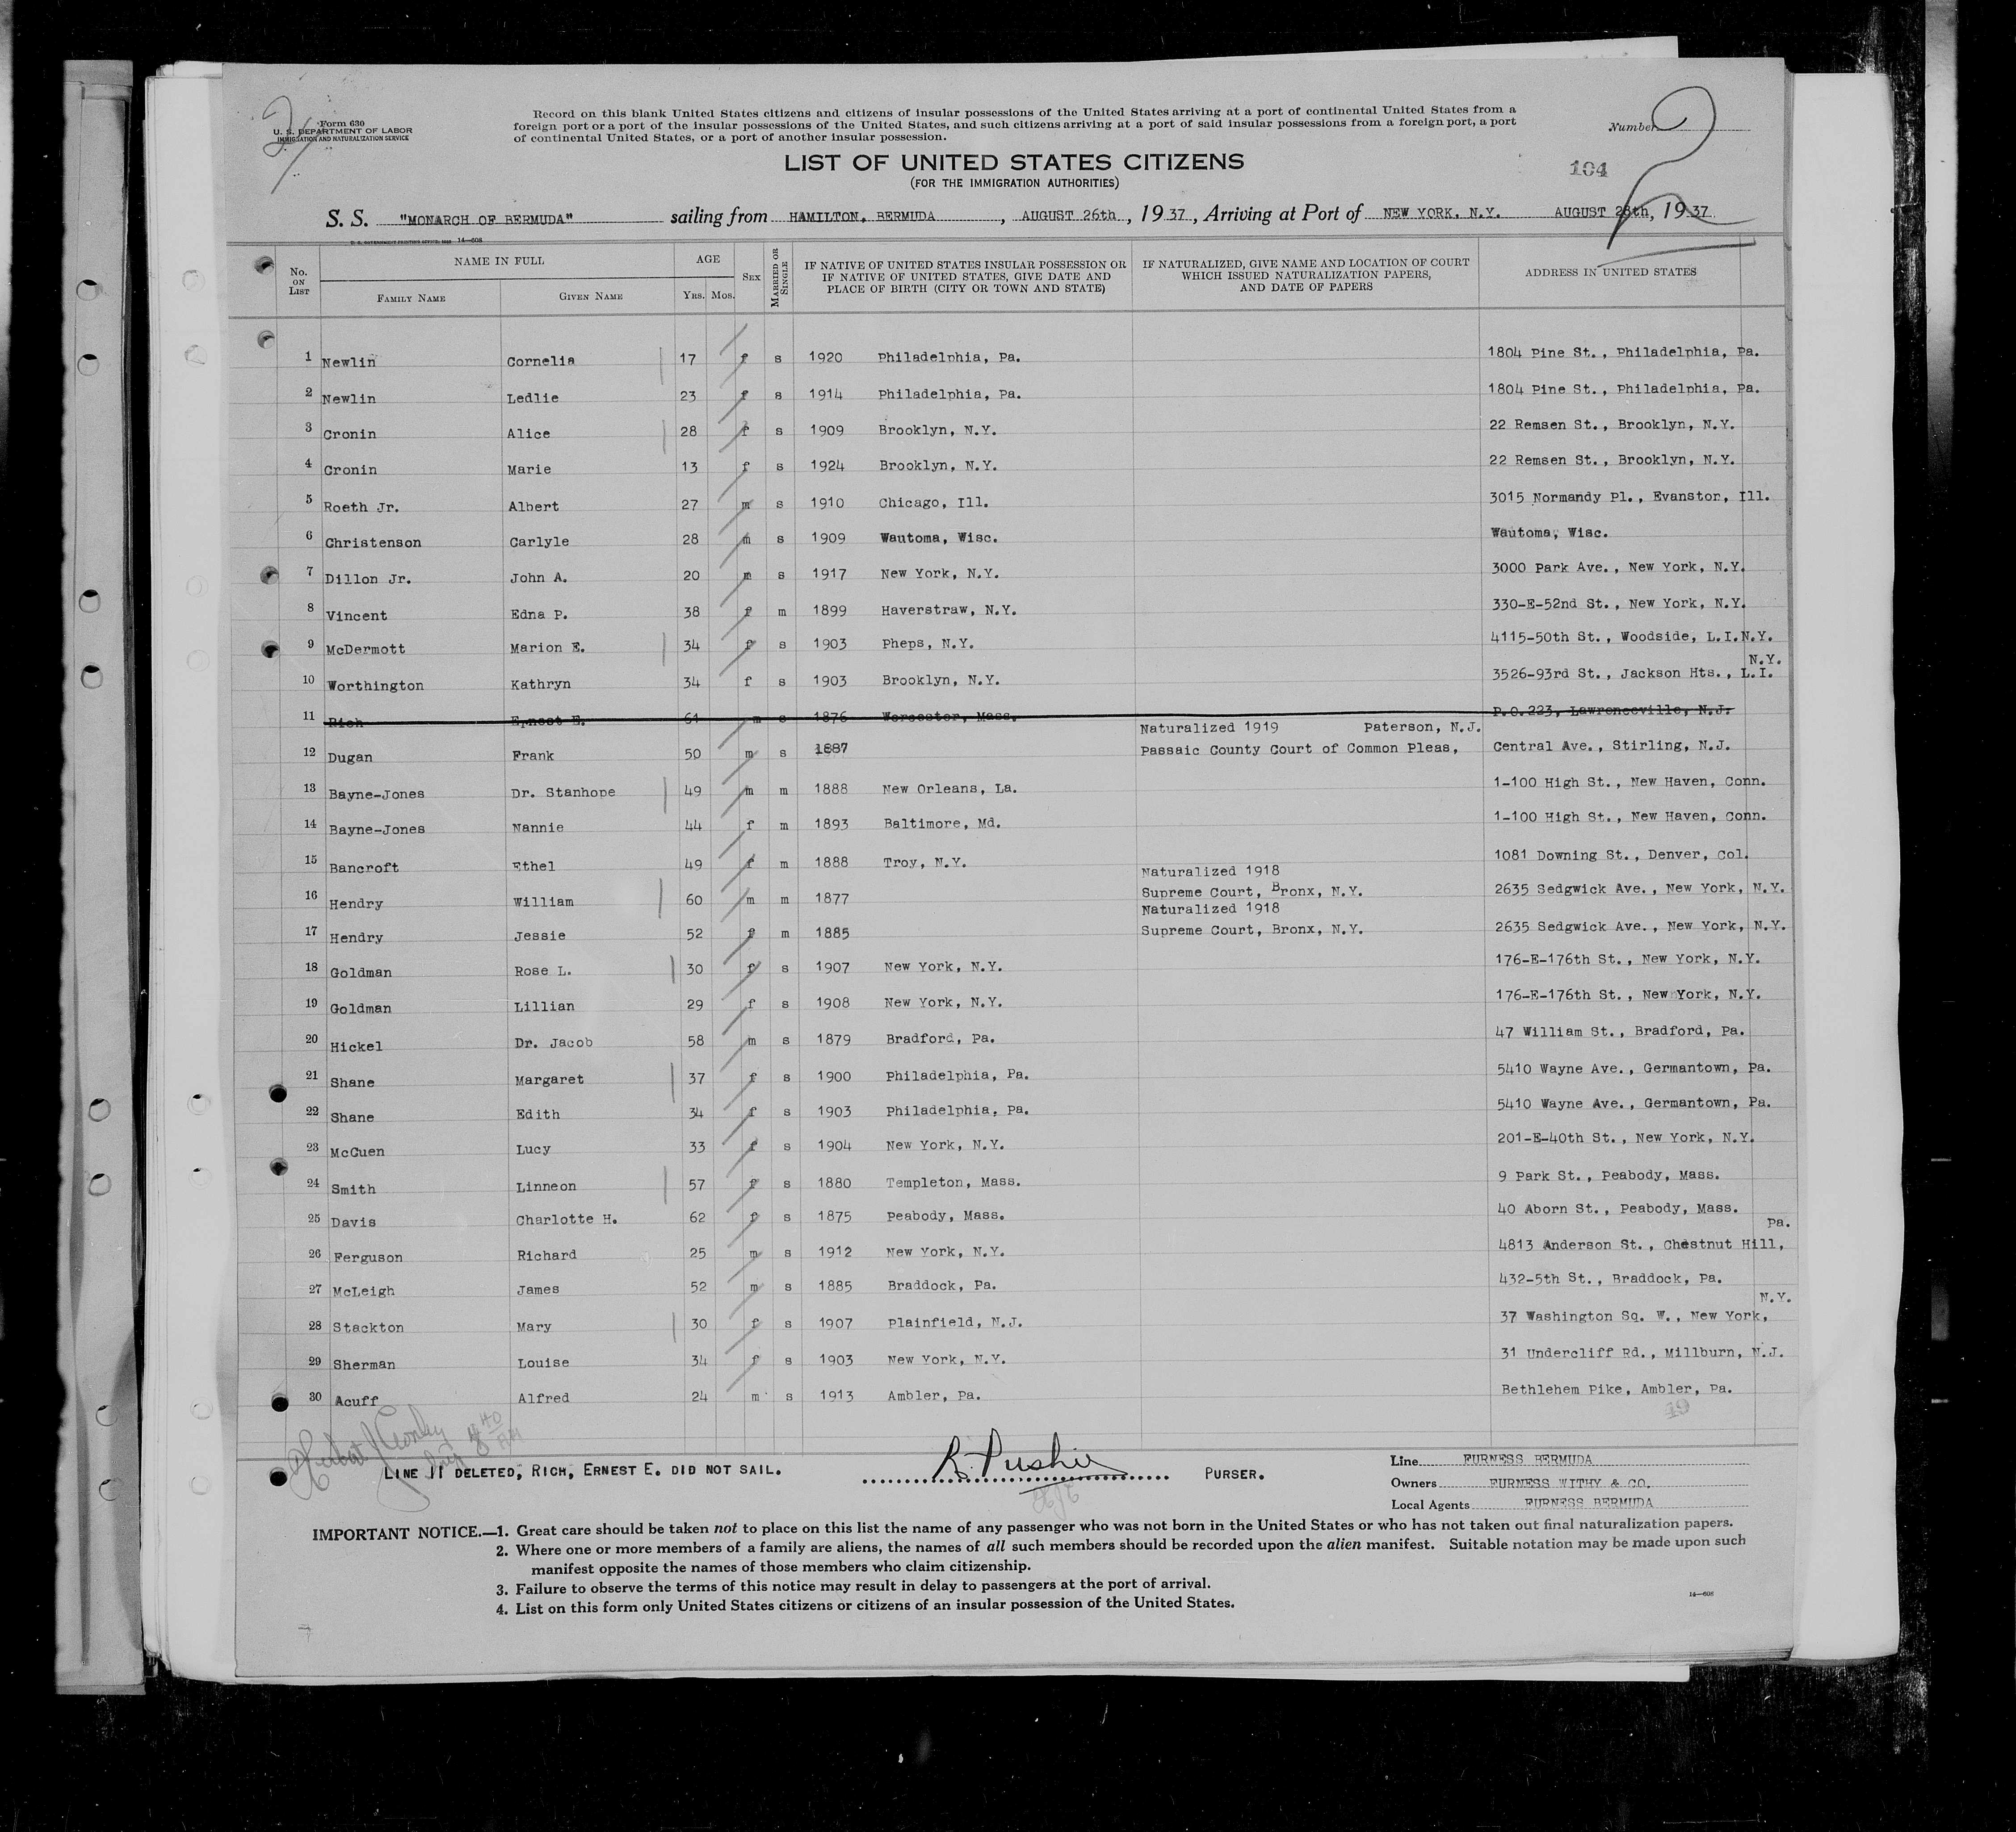 Form 630
U. S. DEPARTMENT OF LABOR
IMMIGRATION AND NATURALIZATION SERVICE
Record on this blank United States citizens and citizens of insular possessions of the United States arriving at a port of continental United States from a
foreign port or a port of the insular possessions of the United States, and such citizens arriving at a port of said insular possessions from a foreign port, a port
of continental United States, or a port of another insular possession.
Number
2
LIST OF UNITED STATES CITIZENS
(FOR THE IMMIGRATION AUTHORITIES)
104
S. S. "MONARCH OF BERMUDA" sailing from HAMILTON, BERMUDA, AUGUST 26th, 1937, Arriving at Port of NEW YORK, N.Y. AUGUST 28th, 1937
14—608
No. ON LIST NAME IN FULL FAMILY NAME GIVEN NAME AGE YRS. MOS. SEX MARRIED OR SINGLE IF NATIVE OF UNITED STATES INSULAR POSSESSION OR IF NATIVE OF UNITED STATES, GIVE DATE AND PLACE OF BIRTH (CITY OR TOWN AND STATE) IF NATURALIZED, GIVE NAME AND LOCATION OF COURT WHICH ISSUED NATURALIZATION PAPERS, AND DATE OF PAPERS ADDRESS IN UNITED STATES
1 Newlin Cornelia 17 f s 1920 Philadelphia, Pa. 1804 Pine St., Philadelphia, Pa.
2 Newlin Ledlie 23 f s 1914 Philadelphia, Pa. 1804 Pine St., Philadelphia, Pa.
3 Cronin Alice 28 f s 1909 Brooklyn, N.Y. 22 Remsen St., Brooklyn, N.Y.
4 Cronin Marie 13 f s 1924 Brooklyn, N.Y. 22 Remsen St., Brooklyn, N.Y.
5 Roeth Jr. Albert 27 m s 1910 Chicago, Ill. 3015 Normandy Pl., Evanston, Ill.
6 Christenson Carlyle 28 m s 1909 Wautoma, Wisc. Wautoma, Wisc.
7 Dillon Jr. John A. 20 m s 1917 New York, N.Y. 3000 Park Ave., New York, N.Y.
8 Vincent Edna P. 38 f m 1899 Haverstraw, N.Y. 330-E-52nd St., New York, N.Y.
9 McDermott Marion E. 34 f s 1903 Pheps, N.Y. 4115-50th St., Woodside, L.I.N.Y.
10 Worthington Kathryn 34 f s 1903 Brooklyn, N.Y. 3526-93rd St., Jackson Hts., L.I. N.Y.
11 Rich Ernest E. 61 m s 1876 Worcester, Mass. P.O.223, Lawrenceville, N.J.
Naturalized 1919 Paterson, N.J.
12 Dugan Frank 50 m s 1887 Passaic County Court of Common Pleas, Central Ave., Stirling, N.J.
13 Bayne-Jones Dr. Stanhope 49 m m 1888 New Orleans, La. 1-100 High St., New Haven, Conn.
14 Bayne-Jones Nannie 44 f m 1893 Baltimore, Md. 1-100 High St., New Haven, Conn.
15 Bancroft Ethel 49 f m 1888 Troy, N.Y. 1081 Downing St., Denver, Col.
Naturalized 1918
16 Hendry William 60 m m 1877 Supreme Court, Bronx, N.Y. 2635 Sedgwick Ave., New York, N.Y.
Naturalized 1918
17 Hendry Jessie 52 f m 1885 Supreme Court, Bronx, N.Y. 2635 Sedgwick Ave., New York, N.Y.
18 Goldman Rose L. 30 f s 1907 New York, N.Y. 176-E-176th St., New York, N.Y.
19 Goldman Lillian 29 f s 1908 New York, N.Y. 176-E-176th St., New York, N.Y.
20 Hickel Dr. Jacob 58 m s 1879 Bradford, Pa. 47 William St., Bradford, Pa.
21 Shane Margaret 37 f s 1900 Philadelphia, Pa. 5410 Wayne Ave., Germantown, Pa.
22 Shane Edith 34 f s 1903 Philadelphia, Pa. 5410 Wayne Ave., Germantown, Pa.
23 McGuen Lucy 33 f s 1904 New York, N.Y. 201-E-40th St., New York, N.Y.
24 Smith Linneon 57 f s 1880 Templeton, Mass. 9 Park St., Peabody, Mass.
25 Davis Charlotte H. 62 f s 1875 Peabody, Mass. 40 Aborn St., Peabody, Mass.
26 Ferguson Richard 25 m s 1912 New York, N.Y. 4813 Anderson St., Chestnut Hill, Pa.
27 McLeigh James 52 m s 1885 Braddock, Pa. 432-5th St., Braddock, Pa.
28 Stackton Mary 30 f s 1907 Plainfield, N.J. 37 Washington Sq. W., New York, N.Y.
29 Sherman Louise 34 f s 1903 New York, N.Y. 31 Undercliff Rd., Millburn, N.J.
30 Acuff Alfred 24 m s 1913 Ambler, Pa. Bethlehem Pike, Ambler, Pa.
19
LINE 11 DELETED, RICH, ERNEST E. DID NOT SAIL.
R. Pushie PURSER.
Line FURNESS BERMUDA
Owners FURNESS WITHY & CO.
Local Agents FURNESS BERMUDA
IMPORTANT NOTICE.—1. Great care should be taken not to place on this list the name of any passenger who was not born in the United States or who has not taken out final naturalization papers.
2. Where one or more members of a family are aliens, the names of all such members should be recorded upon the alien manifest. Suitable notation may be made upon such
manifest opposite the names of those members who claim citizenship.
3. Failure to observe the terms of this notice may result in delay to passengers at the port of arrival.
4. List on this form only United States citizens or citizens of an insular possession of the United States.
14—608